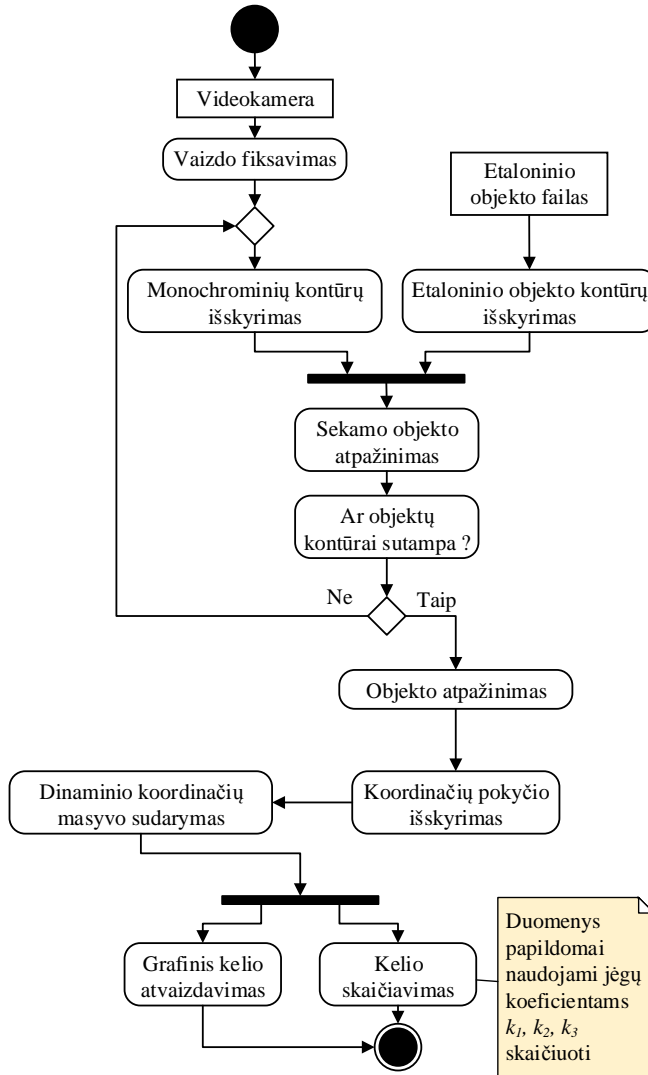 Videokamera
Vaizdo fiksavimas
Etaloninio
objekto failas
Monochrominių kontūrų
išskyrimas
Etaloninio objekto kontūrų
išskyrimas
Sekamo objekto
atpažinimas
Ar objektų
kontūrai sutampa ?
Ne
Taip
Objekto atpažinimas
Dinaminio koordinačių
masyvo sudarymas
Koordinačių pokyčio
išskyrimas
Grafinis kelio
atvaizdavimas
Kelio
skaičiavimas
Duomenys
papildomai
naudojami jėgų
koeficientams
k₁, k₂, k₃
skaičiuoti